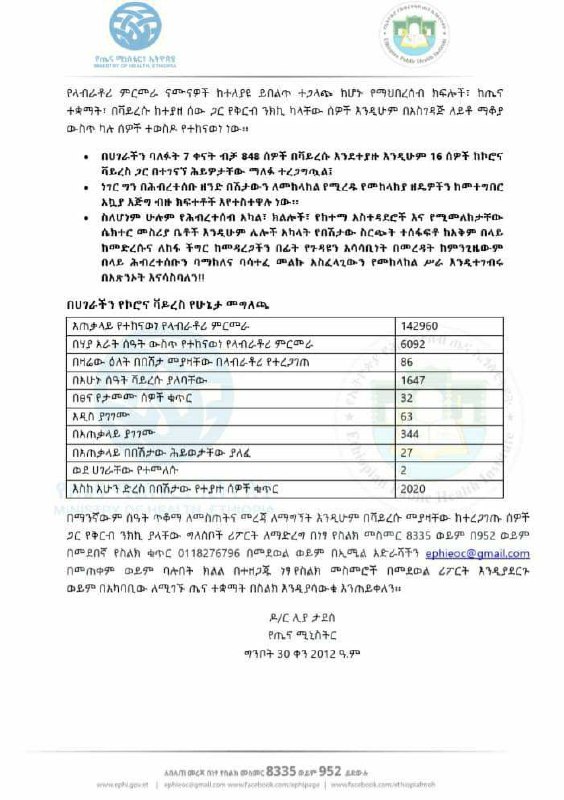 የጤና ሚኒስቴር ኢትዮጵያ
MINISTRY OF HEALTH, ETHIOPIA
Ethiopian Public Health Institute
የላብራቶሪ ምርመራ ናሙናዎች ከተለያዩ ይበልጥ ተጋላጭ ከሆኑ የማህበረሰብ ክፍሎች፣ ከጤና
ተቋማት፣ በቫይረሱ ከተያዘ ሰው ጋር የቅርብ ንክኪ ካላቸው ሰዎች እንዲሁም በአስገዳጅ ለይቶ ማቆያ
ውስጥ ካሉ ሰዎች ተወስዶ የተከናወነ ነው።
• በሀገራችን ባለፉት 7 ቀናት ብቻ 848 ሰዎች በቫይረሱ እንደተያዙ እንዲሁም 16 ሰዎች ከኮሮና
ቫይረስ ጋር በተገናኘ ሕይዎታቸው ማለፉ ተረጋግጧል፤
• ነገር ግን በሕብረተሰቡ ዘንድ በሽታውን ለመከላከል የሚረዱ የመከላከያ ዘዴዎችን ከመተግበር
አኳያ እጅግ ብዙ ክፍተቶች እየተስተዋሉ ነው።
• ስለሆነም ሁሉም የሕብረተሰብ አካል፣ ክልሎች፣ የከተማ አስተዳደሮች እና የሚመለከታቸው
ሴክተር መስሪያ ቤቶች እንዲሁም ሌሎች አካላት የበሽታው ስርጭት ተስፋፍቶ ከአቅም በላይ
ከመድረሱና ለከፋ ችግር ከመዳረጋችን በፊት የጉዳዩን አሳሳቢነት በመረዳት ከምንጊዜውም
በላይ ሕብረተሰቡን ባማከለና ባሳተፈ መልኩ አስፈላጊውን የመከላከል ሥራ እንዲተገብሩ
በአጽንኦት እናሳስባለን!!
በሀገራችን የኮሮና ቫይረስ የሁኔታ መግለጫ
አጠቃላይ የተከናወነ የላብራቶሪ ምርመራ 142960
በሃያ አራት ሰዓት ውስጥ የተከናወነ የላብራቶሪ ምርመራ 6092
በዛሬው ዕለት በበሽታ መያዛቸው በላብራቶሪ የተረጋገጠ 86
በአሁኑ ሰዓት ቫይረሱ ያለባቸው 1647
በፀና የታመሙ ሰዎች ቁጥር 32
አዲስ ያገገሙ 63
በአጠቃላይ ያገገሙ 344
በአጠቃላይ በበሽታው ሕይወታቸው ያለፈ 27
ወደ ሀገራቸው የተመለሱ 2
እስከ አሁን ድረስ በበሽታው የተያዙ ሰዎች ቁጥር 2020
በማንኛውም ሰዓት ጥቆማ ለመስጠትና መረጃ ለማግኘት እንዲሁም በቫይረሱ መያዛቸው ከተረጋገጡ ሰዎች
ጋር የቅርብ ንክኪ ያላቸው ግለሰቦች ሪፖርት ለማድረግ በነፃ የስልክ መስመር 8335 ወይም በ952 ወይም
በመደበኛ የስልክ ቁጥር 0118276796 በመደወል ወይም በኢሜል አድራሻችን ephieoc@gmail.com
በመጠቀም ወይም ባሉበት ክልል በተዘጋጁ ነፃ የስልክ መስመሮች በመደወል ሪፖርት እንዲያደርጉ
ወይም በአካባቢው ለሚገኙ ጤና ተቋማት በስልክ እንዲያሳውቁ እንጠይቀለን።
ዶ/ር ሊያ ታደሰ
የጤና ሚኒስትር
ግንቦት 30 ቀን 2012 ዓ.ም
ለበለጠ መረጃ በነፃ የስልክ መስመር 8335 ወይም 952 ይደውሉ
www.ephi.gov.et | ephieoc@gmail.com www.facebook.com/ephipage | www.facebook.com/ethiopiafmoh